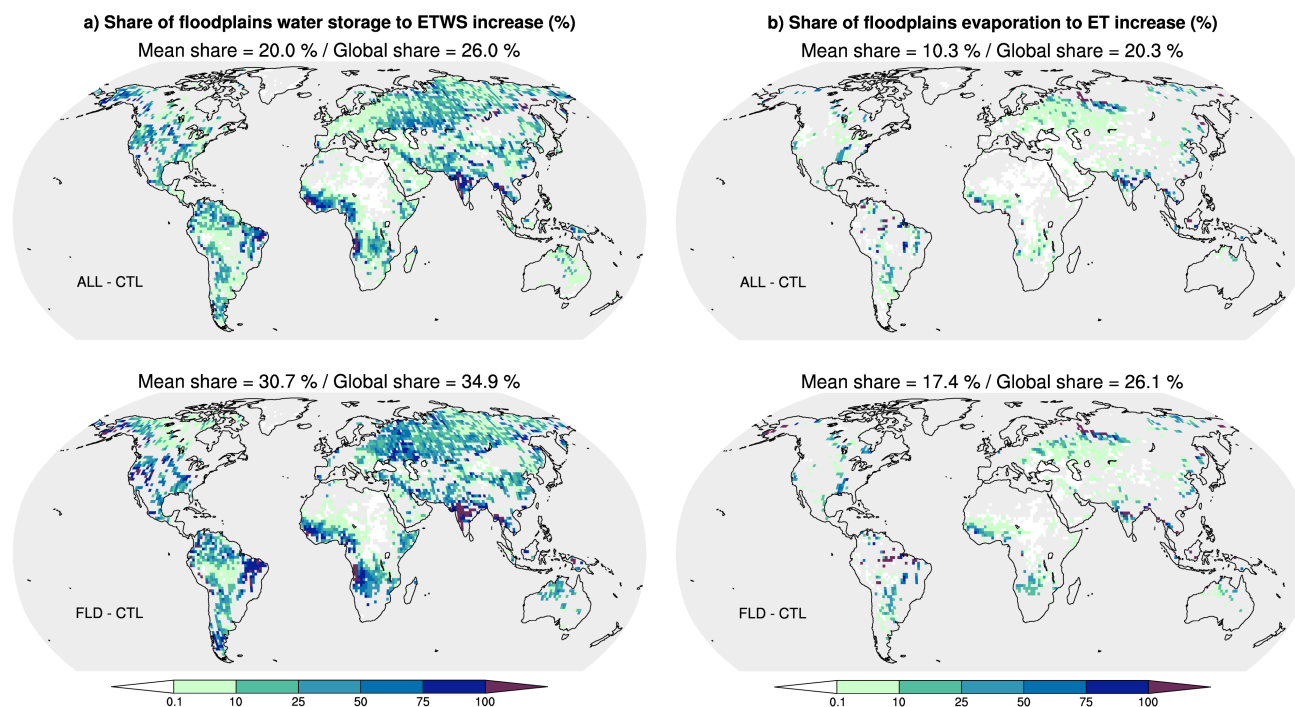 a) Share of floodplains water storage to ETWS increase (%)
Mean share = 20.0 % / Global share = 26.0 %
ALL - CTL
Mean share = 30.7 % / Global share = 34.9 %
FLD - CTL
0.1 10 25 50 75 100
b) Share of floodplains evaporation to ET increase (%)
Mean share = 10.3 % / Global share = 20.3 %
ALL - CTL
Mean share = 17.4 % / Global share = 26.1 %
FLD - CTL
0.1 10 25 50 75 100